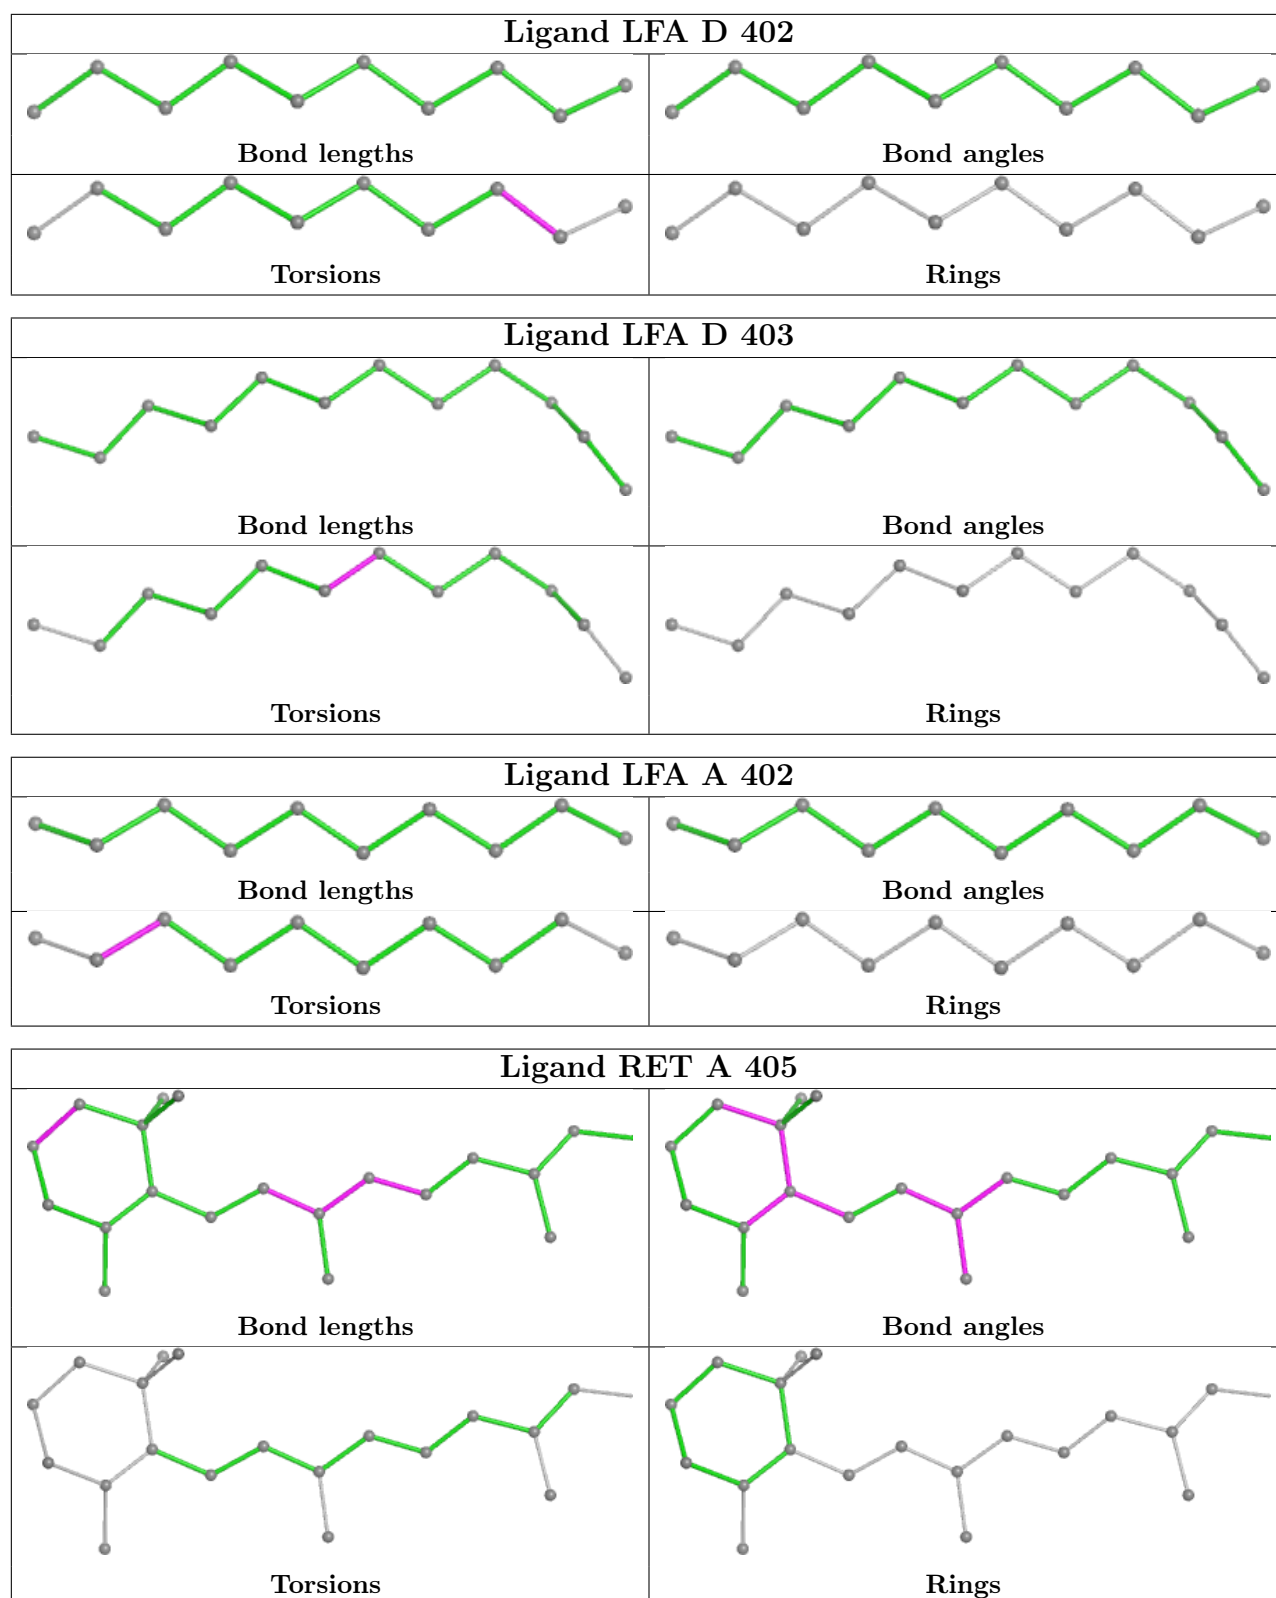 Ligand LFA D 402
Bond lengths
Bond angles
Torsions
Rings
Ligand LFA D 403
Bond lengths
Bond angles
Torsions
Rings
Ligand LFA A 402
Bond lengths
Bond angles
Torsions
Rings
Ligand RET A 405
Bond lengths
Bond angles
Torsions
Rings